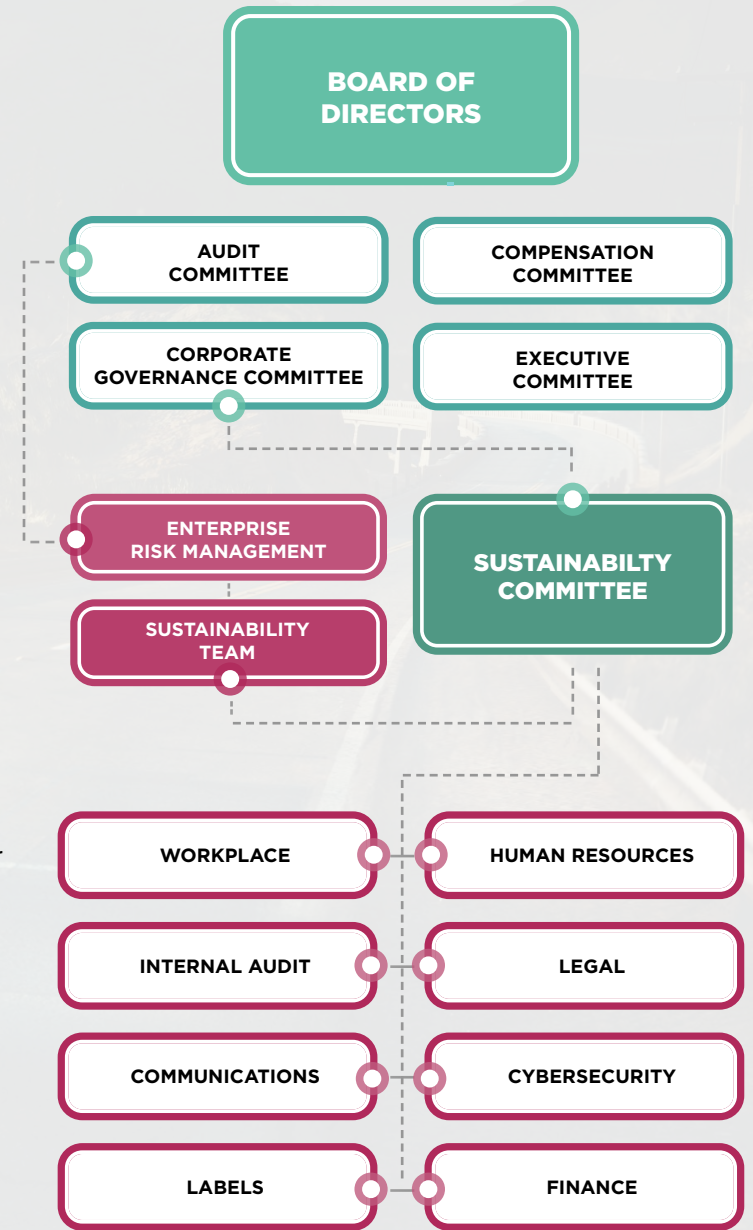 BOARD OF
DIRECTORS
AUDIT
COMMITTEE
COMPENSATION
COMMITTEE
CORPORATE
GOVERNANCE COMMITTEE
EXECUTIVE
COMMITTEE
ENTERPRISE
RISK MANAGEMENT
SUSTAINABILTY
COMMITTEE
SUSTAINABILITY
TEAM
WORKPLACE
HUMAN RESOURCES
INTERNAL AUDIT
LEGAL
COMMUNICATIONS
CYBERSECURITY
LABELS
FINANCE